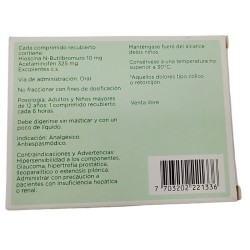 Cada comprimido recubierto
contiene:
Hioscina N-Butilbromuro 10 mg
Acetaminofén 325 mg
Excipientes c.s.
Vía de administración: Oral
No fraccionar con fines de dosificación
Posología: Adultos y Niños mayores
de 12 años: 1 comprimido recubierto
cada 6 horas.
Debe digerirse sin masticar y con un
poco de líquido.
Indicación: Analgésico.
Antiespasmódico.
Contraindicaciones y Advertencias:
Hipersensibilidad a los componentes.
Glaucoma, hipertrofia prostática,
íleoparalítico o estenosis pilórica.
Adminístrar con precaución a
pacientes con insuficiencia hepática
o renal.
Manténgase fuera del alcance
de los niños.
Consérvese a temperatura no
superior a 30°C.
*Aquellos dolores tipo cólico
o retorcijón.
Venta libre
7 703202 221336